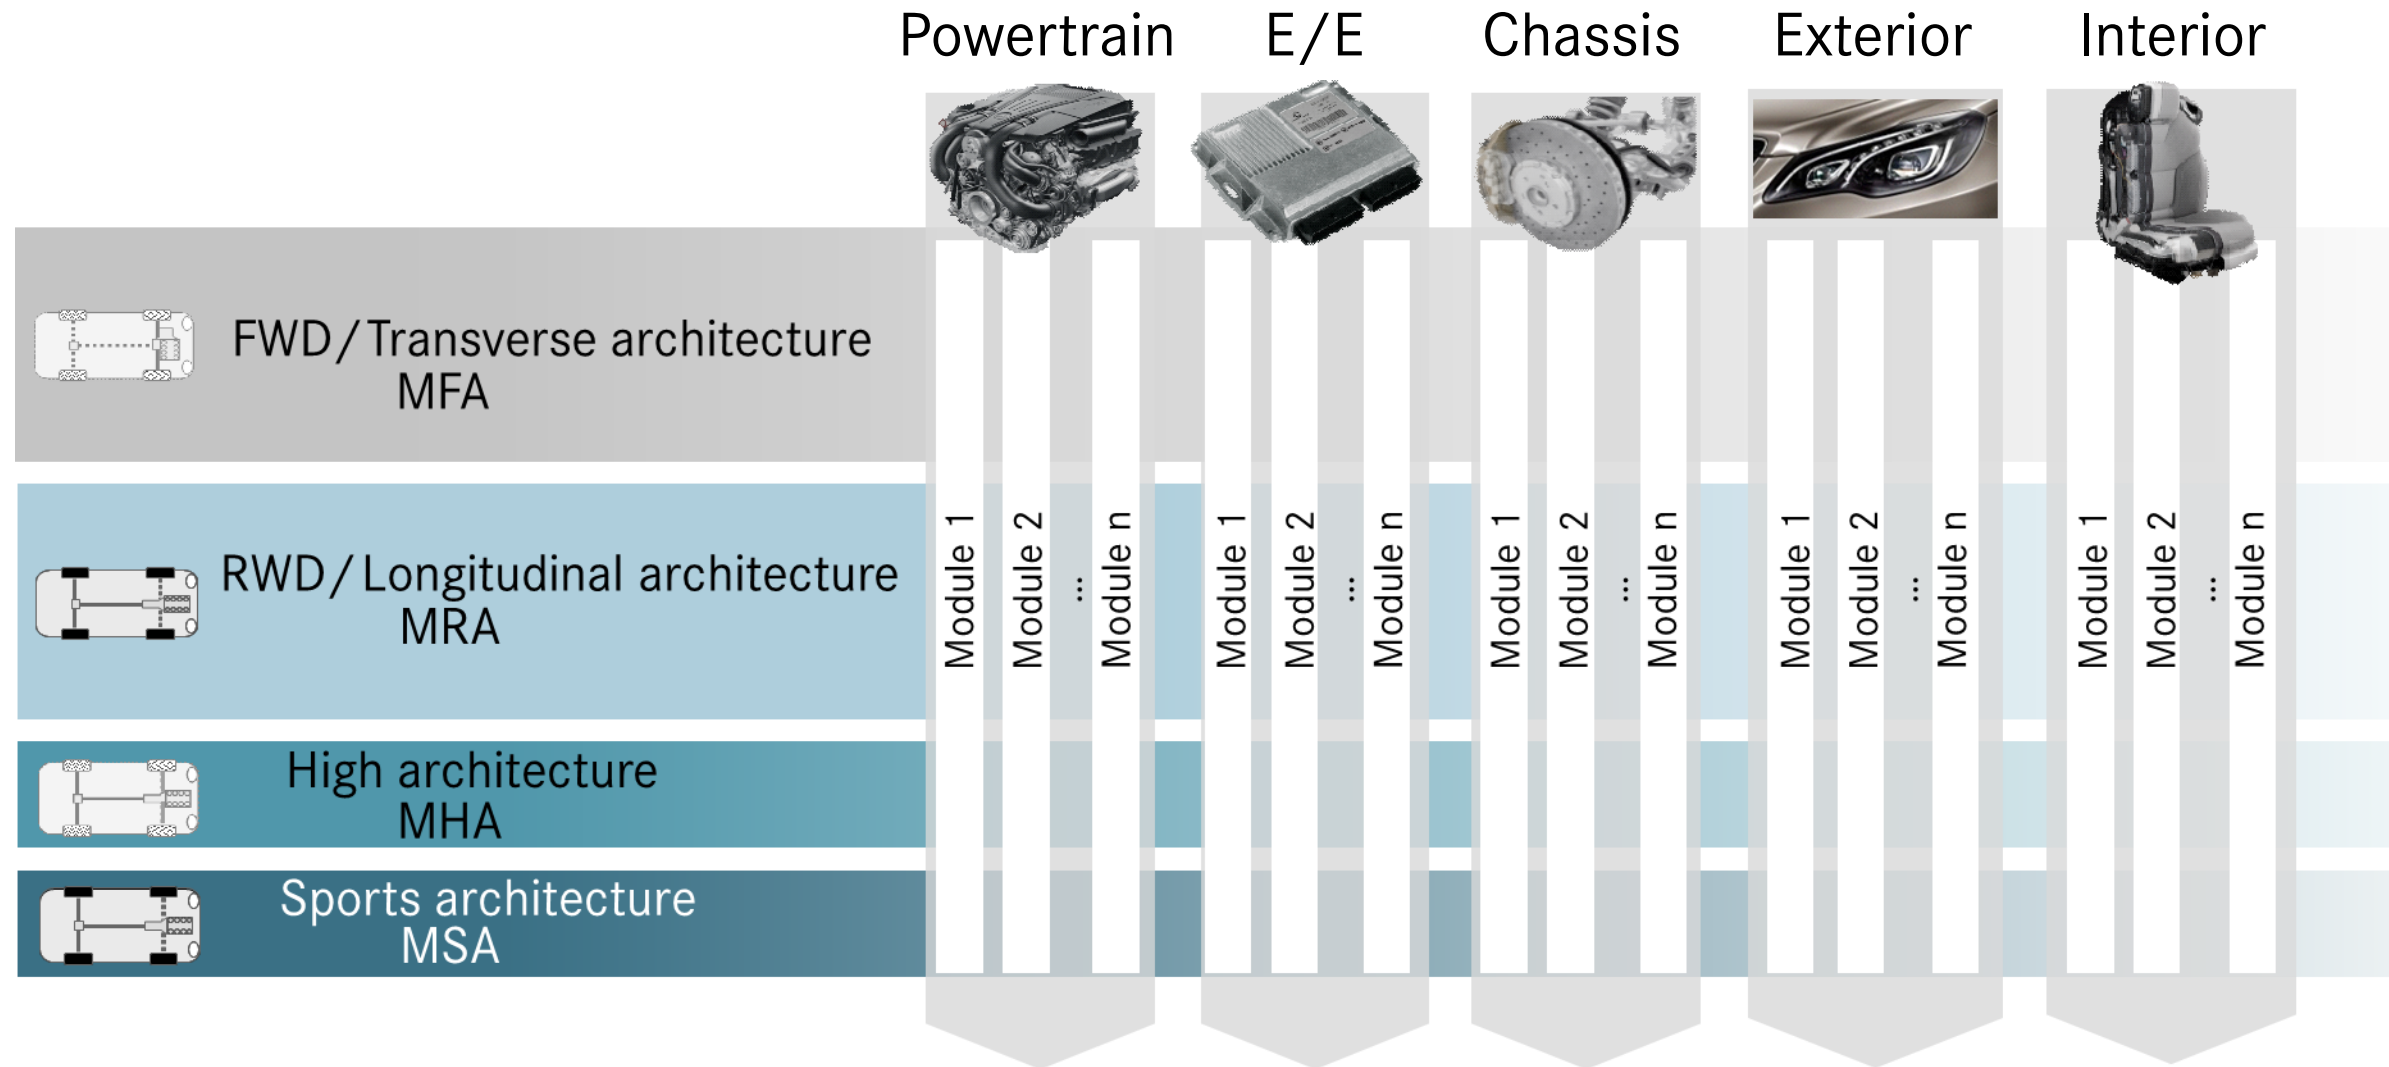 Powertrain
E/E
Chassis
Exterior
Interior
FWD/Transverse architecture
MFA
RWD/Longitudinal architecture
MRA
High architecture
MHA
Sports architecture
MSA
Module 1
Module 2
...
Module n
Module 1
Module 2
...
Module n
Module 1
Module 2
...
Module n
Module 1
Module 2
...
Module n
Module 1
Module 2
...
Module n